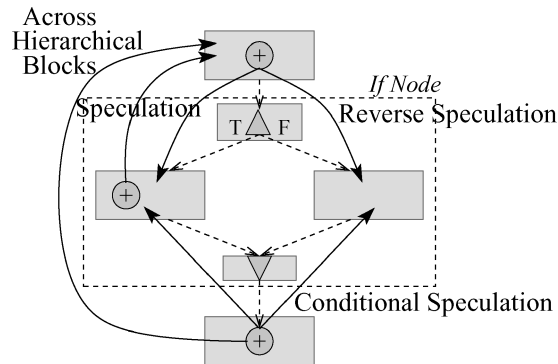 Across
Hierarchical
Blocks
+
If Node
Speculation
T F
Reverse Speculation
+
Conditional Speculation
+